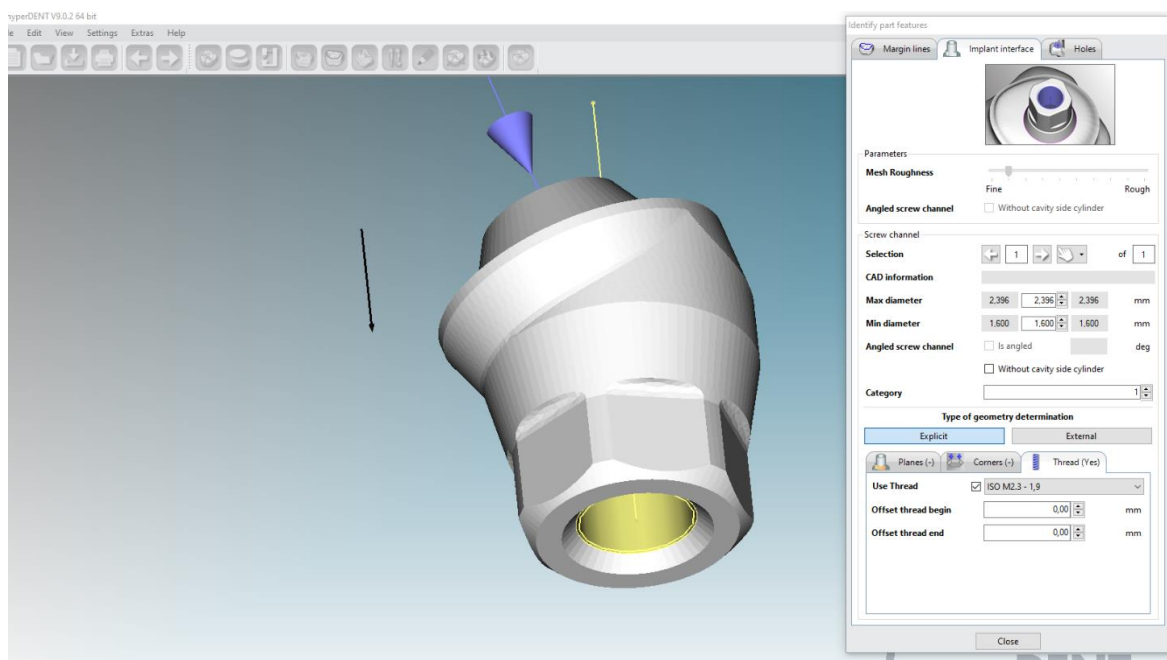 hyperDENT V9.0.2 64 bit
Edit View Settings Extras Help
Identify part features
Margin lines Implant interface Holes
Parameters
Mesh Roughness
Fine Rough
Angled screw channel Without cavity side cylinder
Screw channel
Selection 1 of 1
CAD information
Max diameter 2,396 2,396 2,396 mm
Min diameter 1,600 1,600 1,600 mm
Angled screw channel Is angled deg
Without cavity side cylinder
Category 1
Type of geometry determination
Explicit External
Planes (-) Corners (-) Thread (Yes)
Use Thread ISO M2.3 - 1,9
Offset thread begin 0,00 mm
Offset thread end 0,00 mm
Close